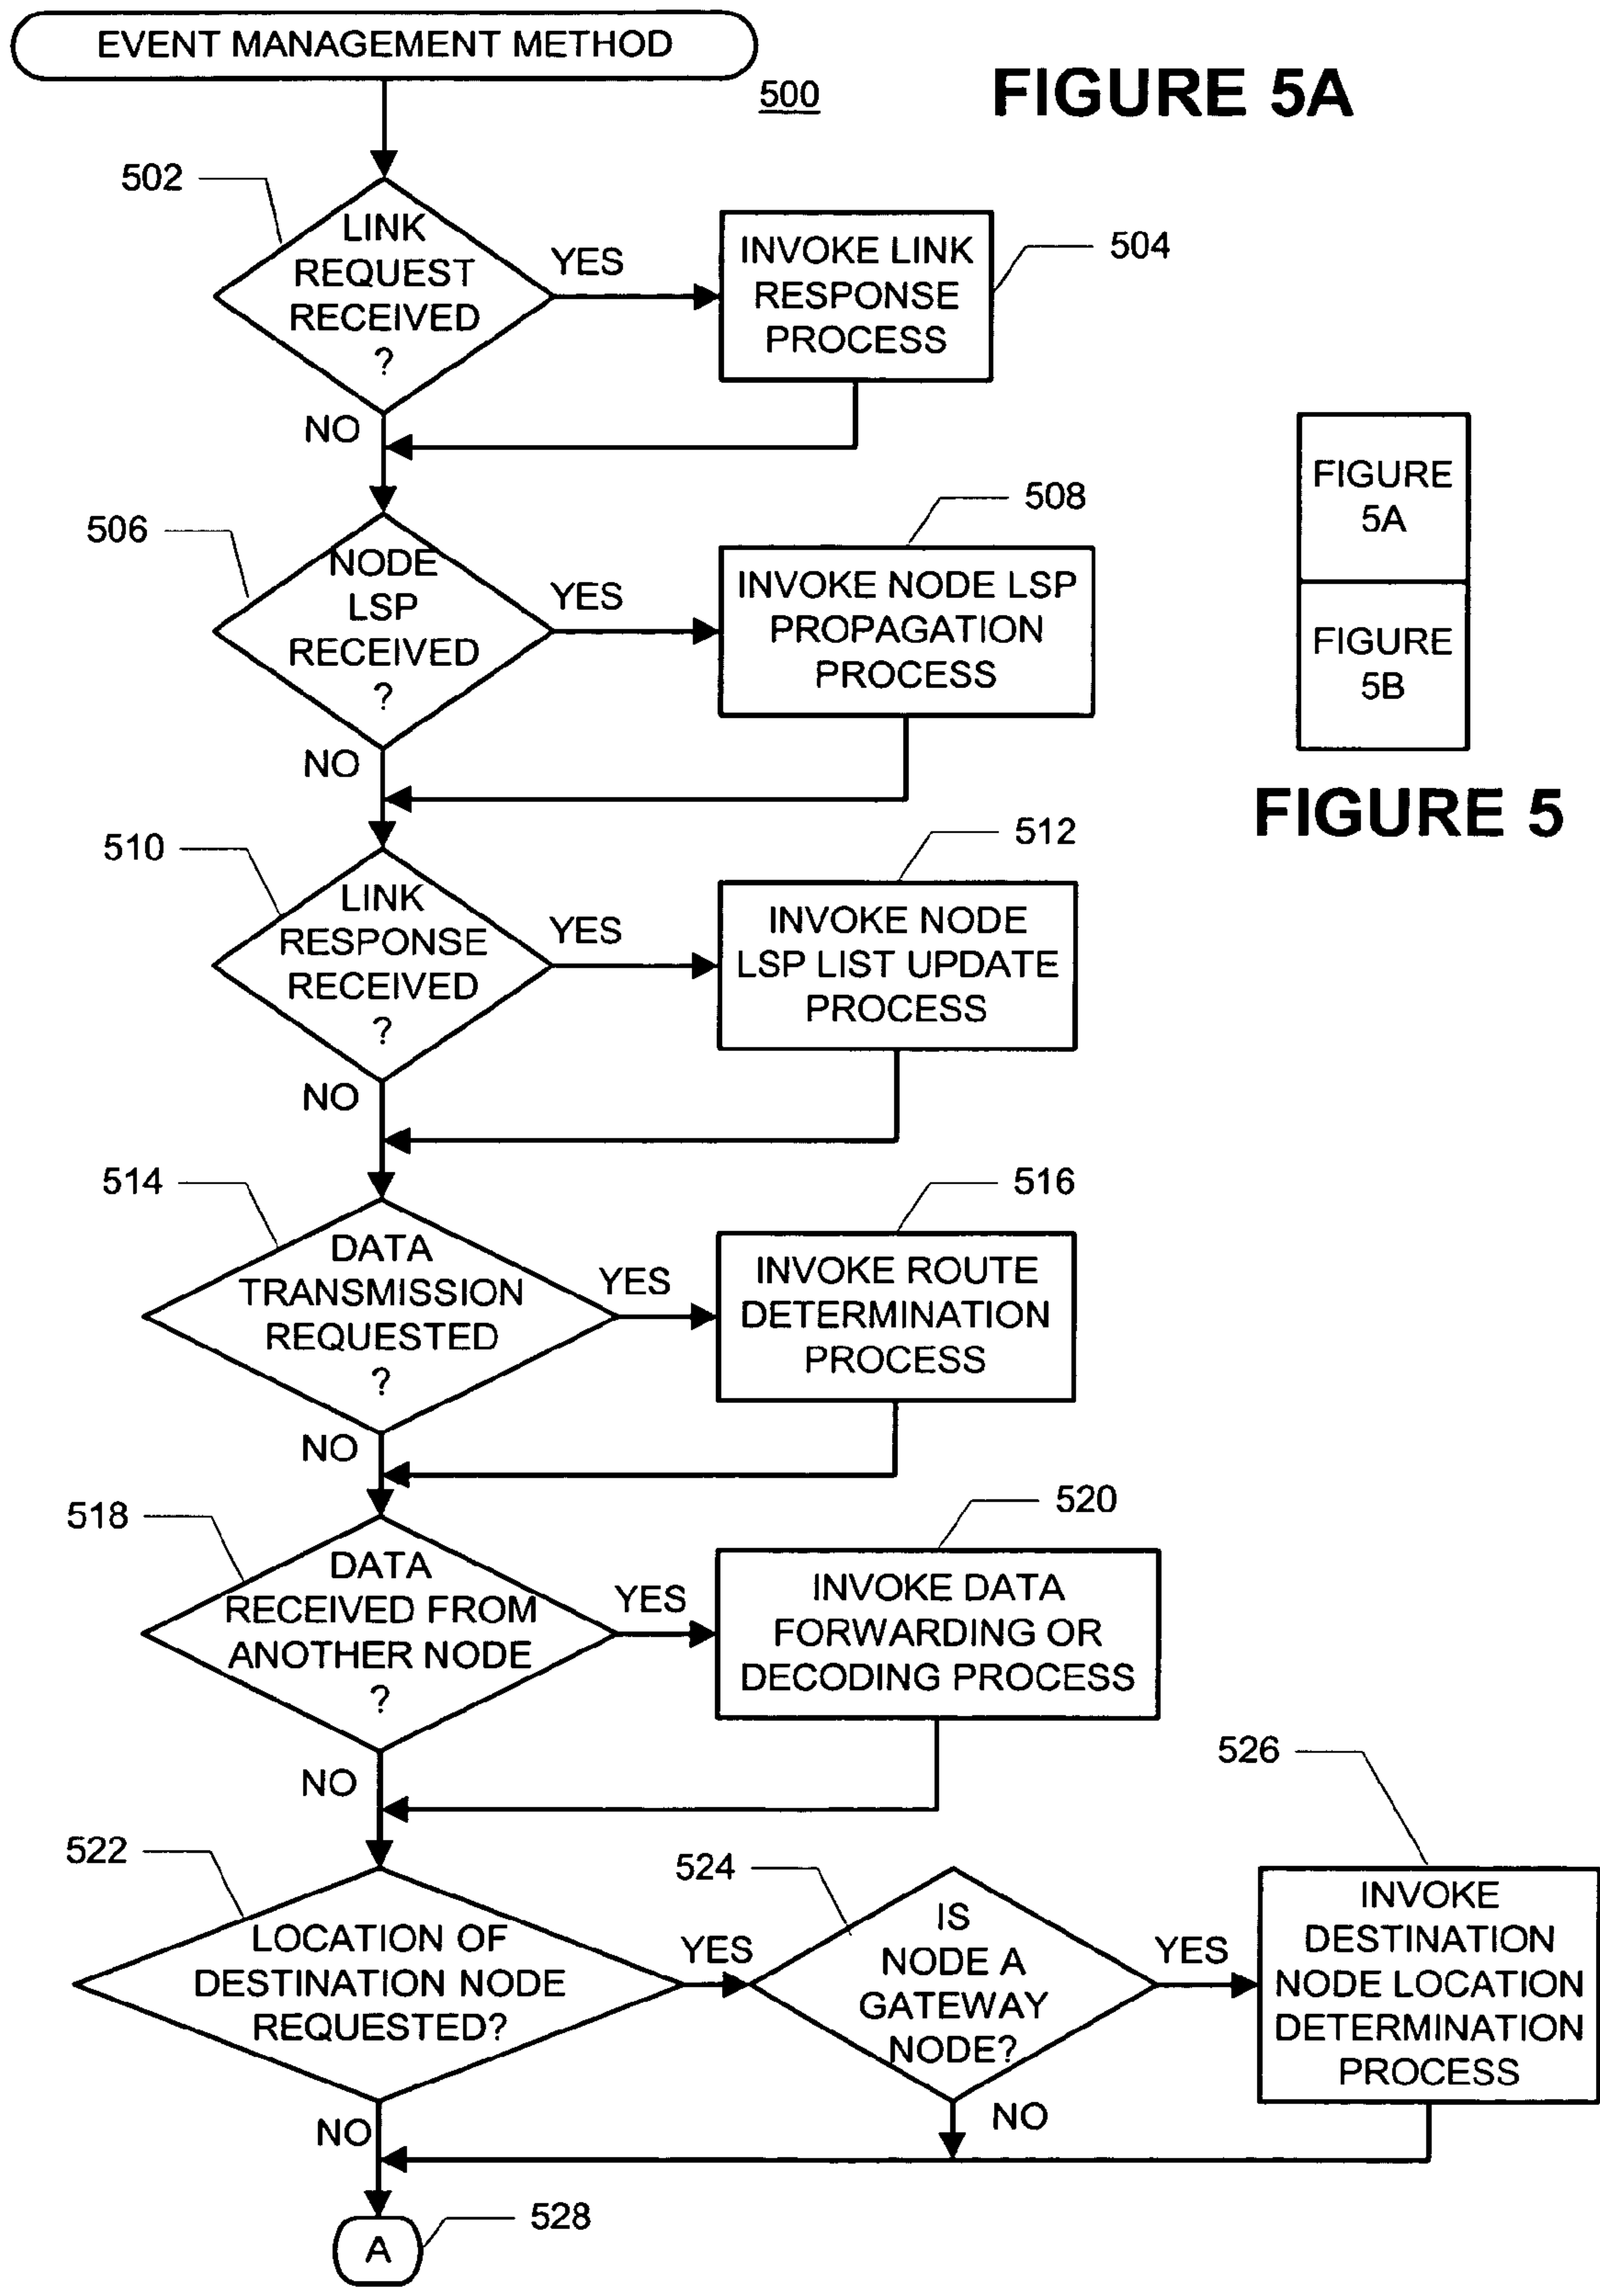 EVENT MANAGEMENT METHOD
500
FIGURE 5A
502
LINK
REQUEST
RECEIVED
?
YES
INVOKE LINK
RESPONSE
PROCESS
504
NO
506
NODE
LSP
RECEIVED
?
YES
508
INVOKE NODE LSP
PROPAGATION
PROCESS
NO
FIGURE
5A
FIGURE
5B
FIGURE 5
510
LINK
RESPONSE
RECEIVED
?
YES
512
INVOKE NODE
LSP LIST UPDATE
PROCESS
NO
514
DATA
TRANSMISSION
REQUESTED
?
YES
516
INVOKE ROUTE
DETERMINATION
PROCESS
NO
518
DATA
RECEIVED FROM
ANOTHER NODE
?
YES
520
INVOKE DATA
FORWARDING OR
DECODING PROCESS
NO
522
LOCATION OF
DESTINATION NODE
REQUESTED?
YES
524
IS
NODE A
GATEWAY
NODE?
YES
526
INVOKE
DESTINATION
NODE LOCATION
DETERMINATION
PROCESS
NO
NO
A
528